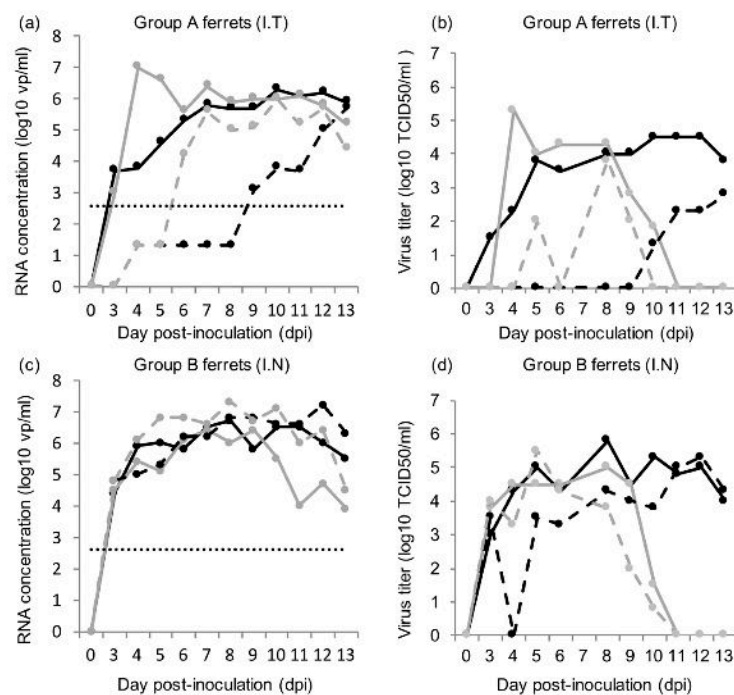 (a) Group A ferrets (I.T)
RNA concentration (log10 vp/ml)
8
7
6
5
4
3
2
1
0
0 3 4 5 6 7 8 9 10 11 12 13
Day post-inoculation (dpi)
(b) Group A ferrets (I.T)
Virus titer (log10 TCID50/ml)
7
6
5
4
3
2
1
0
0 3 4 5 6 7 8 9 10 11 12 13
Day post-inoculation (dpi)
(c) Group B ferrets (I.N)
RNA concentration (log10 vp/ml)
8
7
6
5
4
3
2
1
0
0 3 4 5 6 7 8 9 10 11 12 13
Day post-inoculation (dpi)
(d) Group B ferrets (I.N)
Virus titer (log10 TCID50/ml)
7
6
5
4
3
2
1
0
0 3 4 5 6 7 8 9 10 11 12 13
Day post-inoculation (dpi)